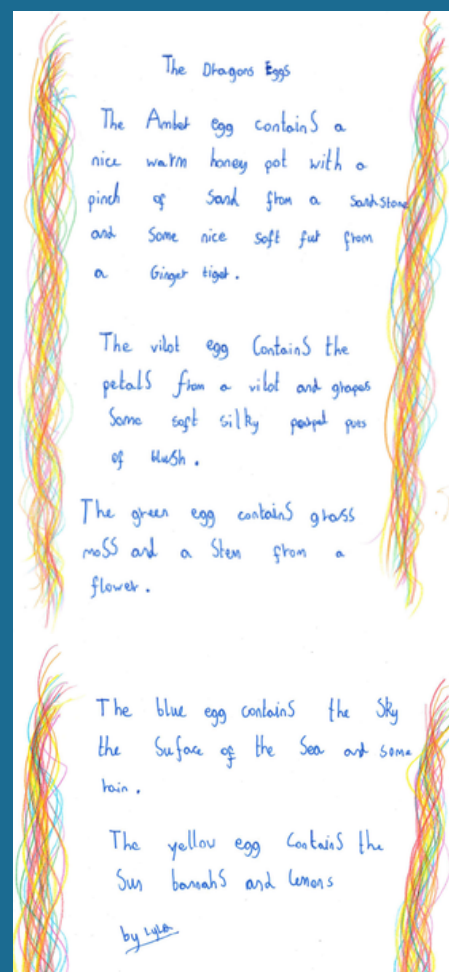 The Dragons Eggs
The Amber egg contains a
nice warm honey pot with a
pinch of sand from a sandstone
and some nice soft fur from
a Ginger tiger.
The vilot egg contains the
petals from a vilot and grapes
some soft silky purpul pues
of blush.
The green egg contains grass
moss and a stem from a
flower.
The blue egg contains the sky
the suface of the sea and some
rain.
The yellow egg contains the
sun bannahs and lemons
by Lyla